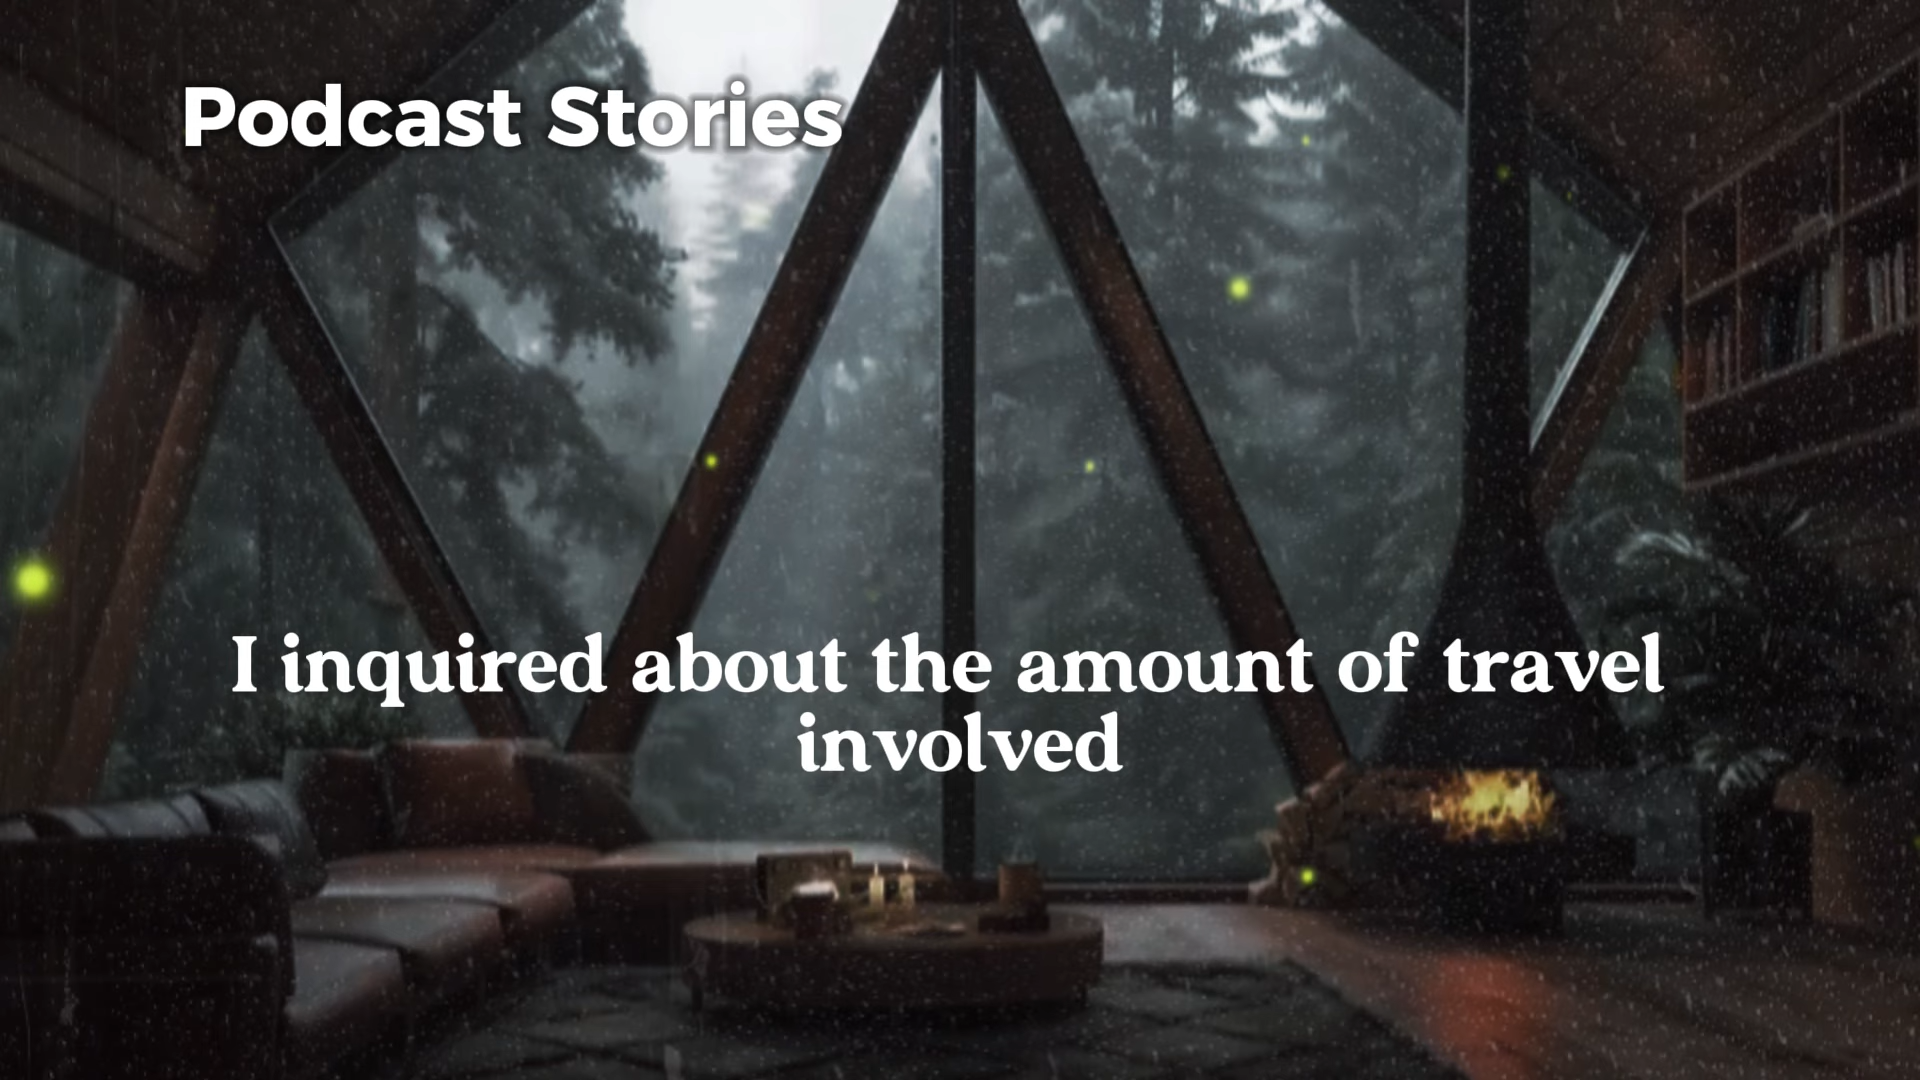 Podcast Stories
I inquired about the amount of travel
involved